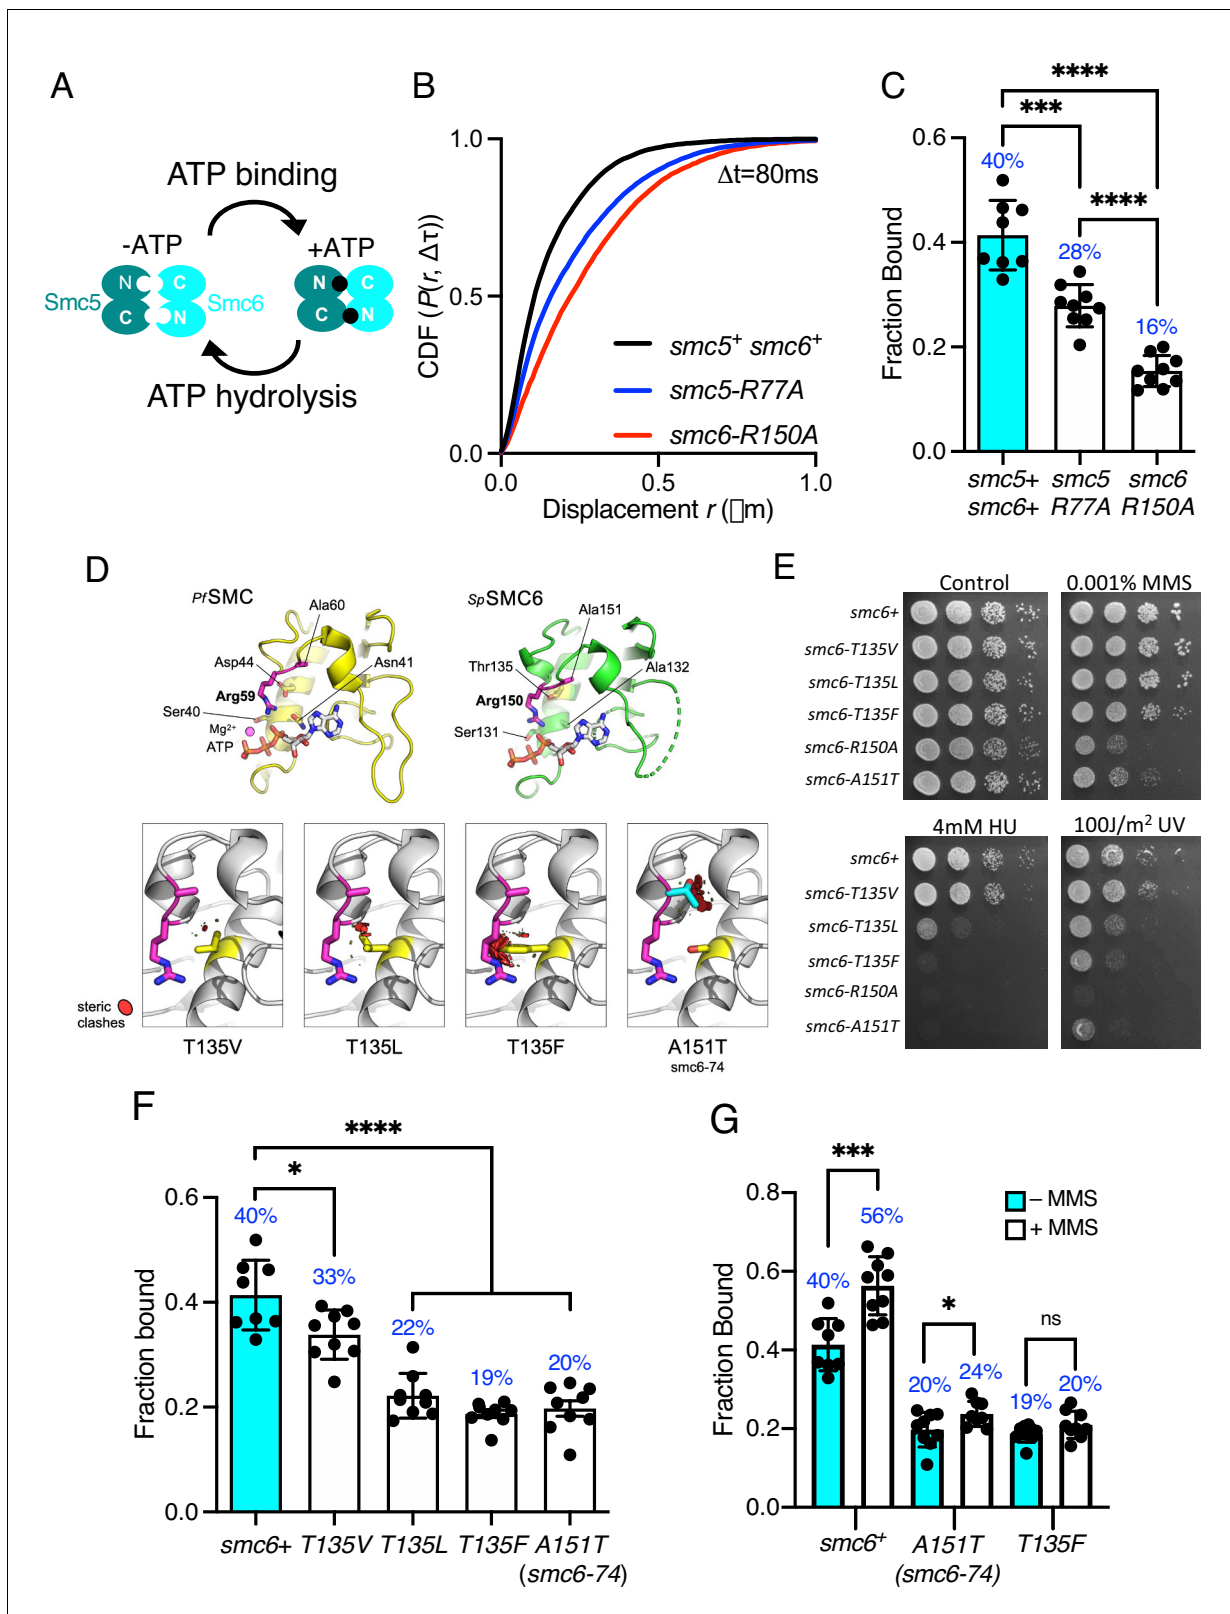 A
ATP binding
-ATP
+ATP
N
C
N
C
Smc5
Smc6
C
N
C
N
ATP hydrolysis
B
CDF (P(r, Δτ))
1.0
0.5
0.0
Δt=80ms
smc5⁺ smc6⁺
smc5-R77A
smc6-R150A
0.0
0.5
1.0
Displacement r (□m)
C
****
***
****
Fraction Bound
0.6
0.4
0.2
0.0
40%
28%
16%
smc5+ smc5 smc6
smc6+ R77A R150A
D
PfSMC
Ala60
Asp44
Asn41
Arg59
Ser40
Mg²⁺
ATP
SpSMC6
Ala151
Thr135
Ala132
Arg150
Ser131
steric
clashes
T135V
T135L
T135F
A151T
smc6-74
E
Control
0.001% MMS
smc6+
smc6-T135V
smc6-T135L
smc6-T135F
smc6-R150A
smc6-A151T
4mM HU
100J/m² UV
smc6+
smc6-T135V
smc6-T135L
smc6-T135F
smc6-R150A
smc6-A151T
F
****
*
Fraction bound
0.6
0.4
0.2
0.0
40%
33%
22%
19%
20%
smc6+ T135V T135L T135F A151T
(smc6-74)
G
***
*
ns
– MMS
+ MMS
Fraction Bound
0.8
0.6
0.4
0.2
0.0
40%
56%
20%
24%
19%
20%
smc6⁺ A151T T135F
(smc6-74)